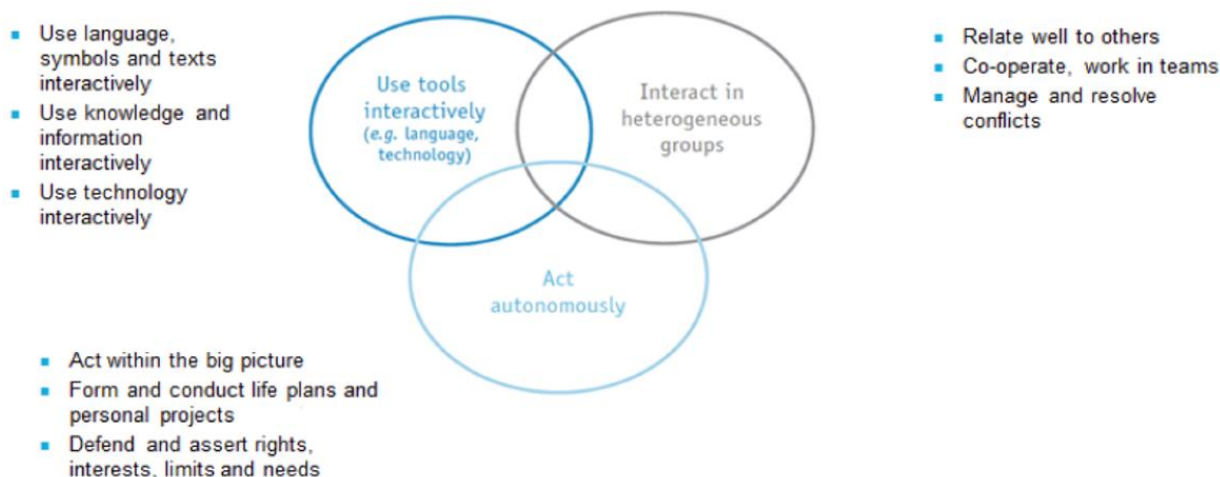 Use language,
symbols and texts
interactively
Use knowledge and
information
interactively
Use technology
interactively
Use tools
interactively
(e.g. language,
technology)
Interact in
heterogeneous
groups
Relate well to others
Co-operate, work in teams
Manage and resolve
conflicts
Act
autonomously
Act within the big picture
Form and conduct life plans and
personal projects
Defend and assert rights,
interests, limits and needs